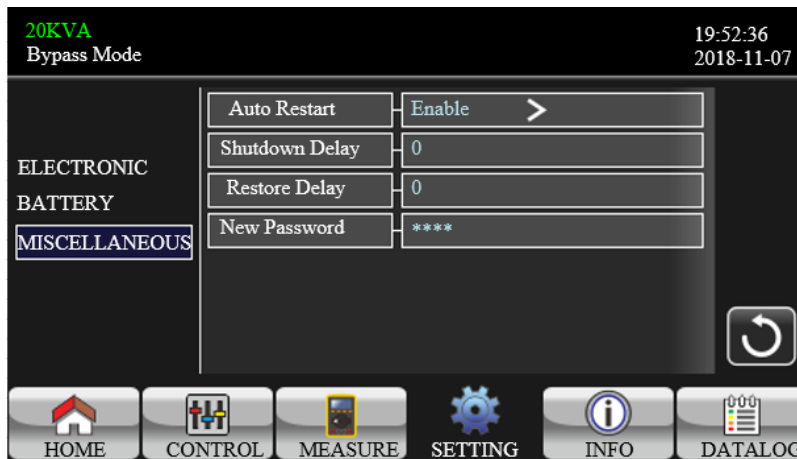 20KVA
Bypass Mode
19:52:36
2018-11-07
ELECTRONIC
BATTERY
MISCELLANEOUS
Auto Restart Enable >
Shutdown Delay 0
Restore Delay 0
New Password ****
HOME CONTROL MEASURE SETTING INFO DATALOG